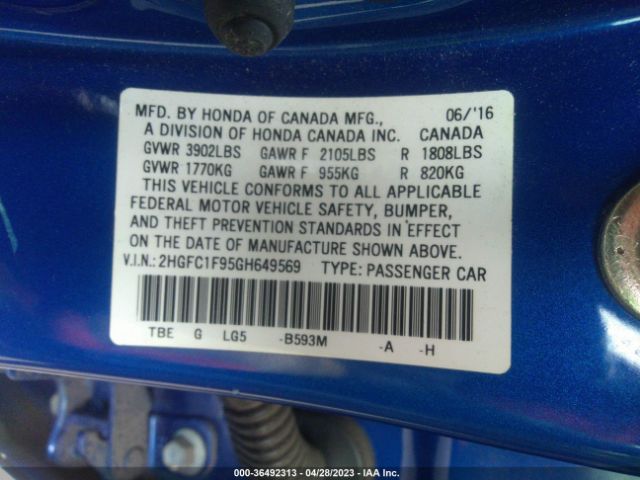 MFD. BY HONDA OF CANADA MFG., 06/'16
A DIVISION OF HONDA CANADA INC. CANADA
GVWR 3902LBS GAWR F 2105LBS R 1808LBS
GVWR 1770KG GAWR F 955KG R 820KG
THIS VEHICLE CONFORMS TO ALL APPLICABLE
FEDERAL MOTOR VEHICLE SAFETY, BUMPER,
AND THEFT PREVENTION STANDARDS IN EFFECT
ON THE DATE OF MANUFACTURE SHOWN ABOVE.
V.I.N.: 2HGFC1F95GH649569 TYPE: PASSENGER CAR
TBE G LG5 -B593M -A -H
000-36492313 - 04/28/2023 - IAA Inc.